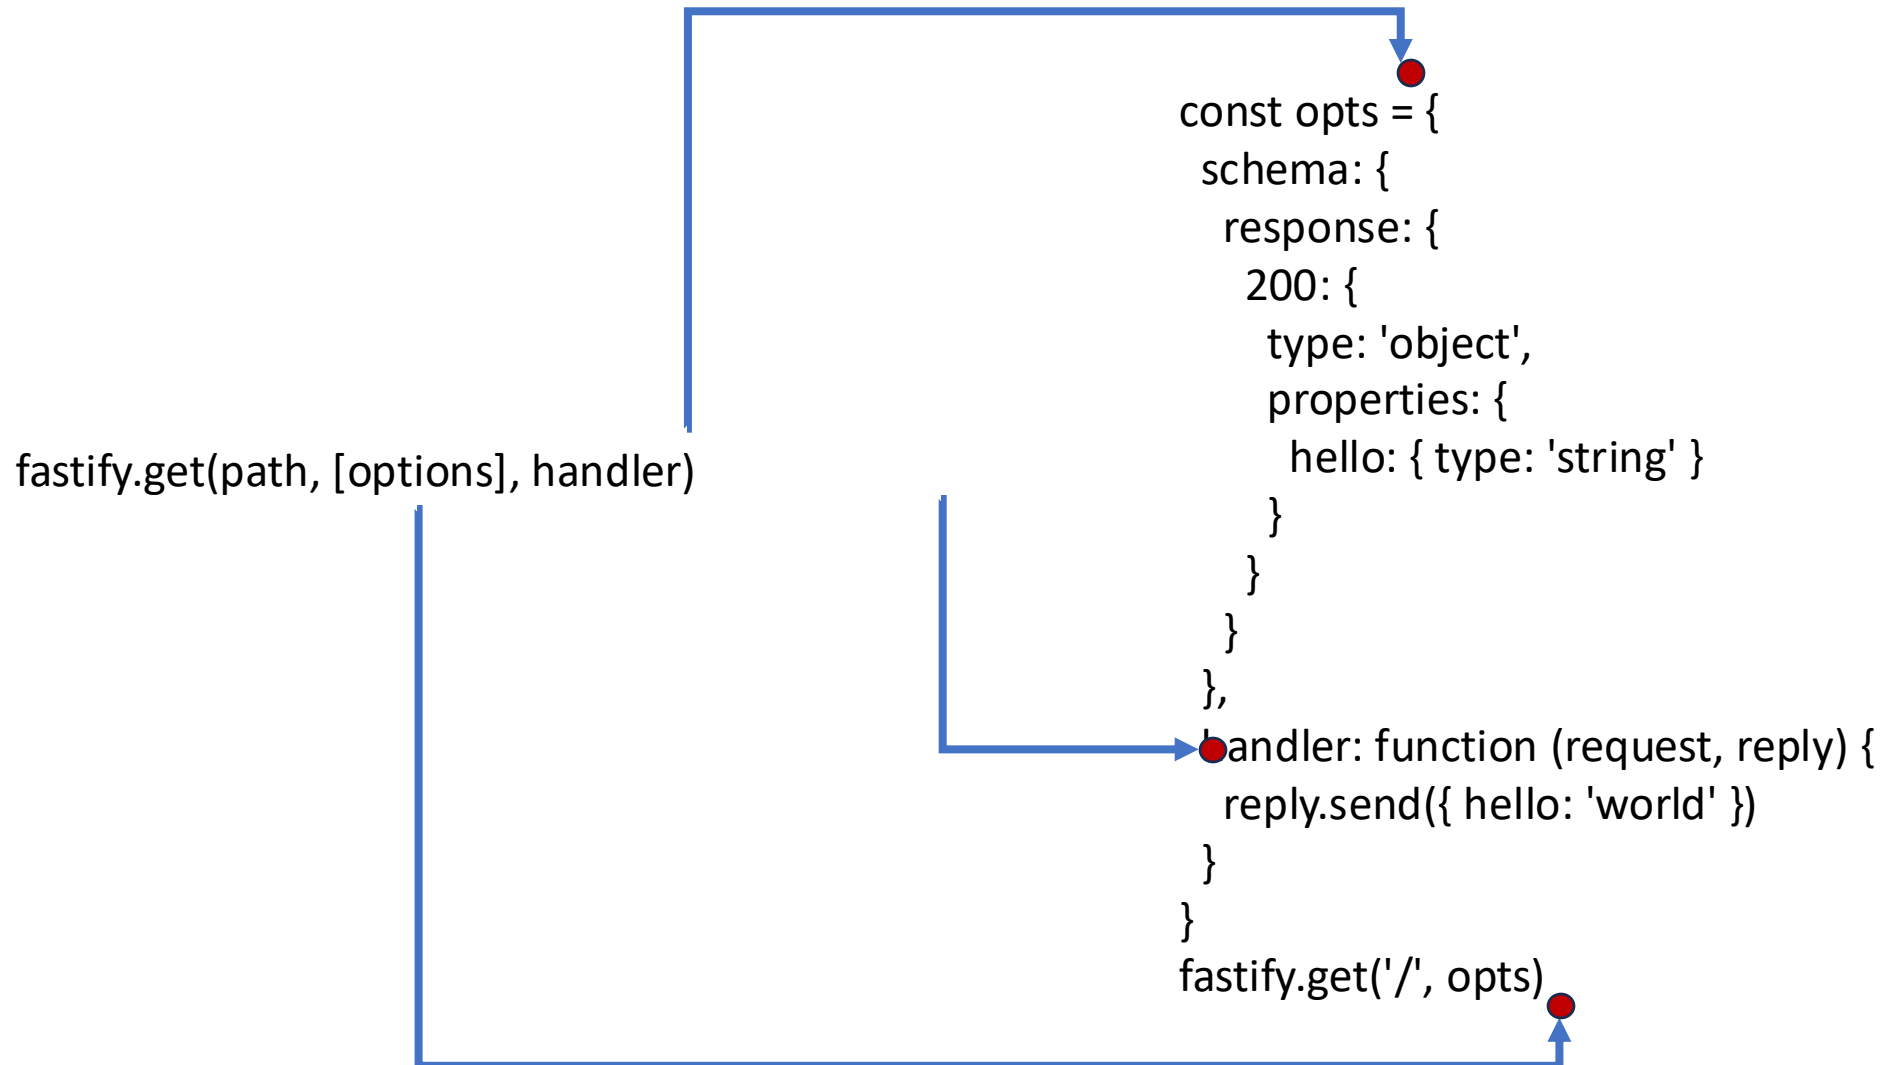 fastify.get(path, [options], handler)
const opts = {
schema: {
response: {
200: {
type: 'object',
properties: {
hello: { type: 'string' }
}
}
}
},
handler: function (request, reply) {
reply.send({ hello: 'world' })
}
}
fastify.get('/', opts)